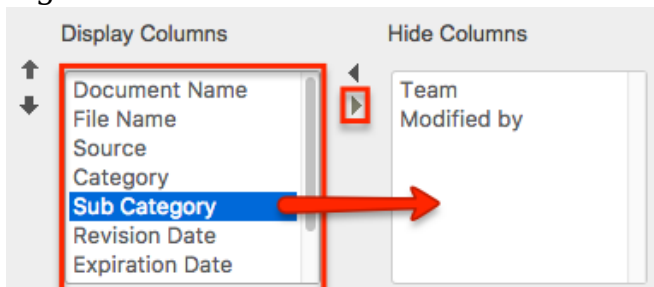 Display Columns
Hide Columns
Document Name
File Name
Source
Category
Sub Category
Revision Date
Expiration Date
Team
Modified by